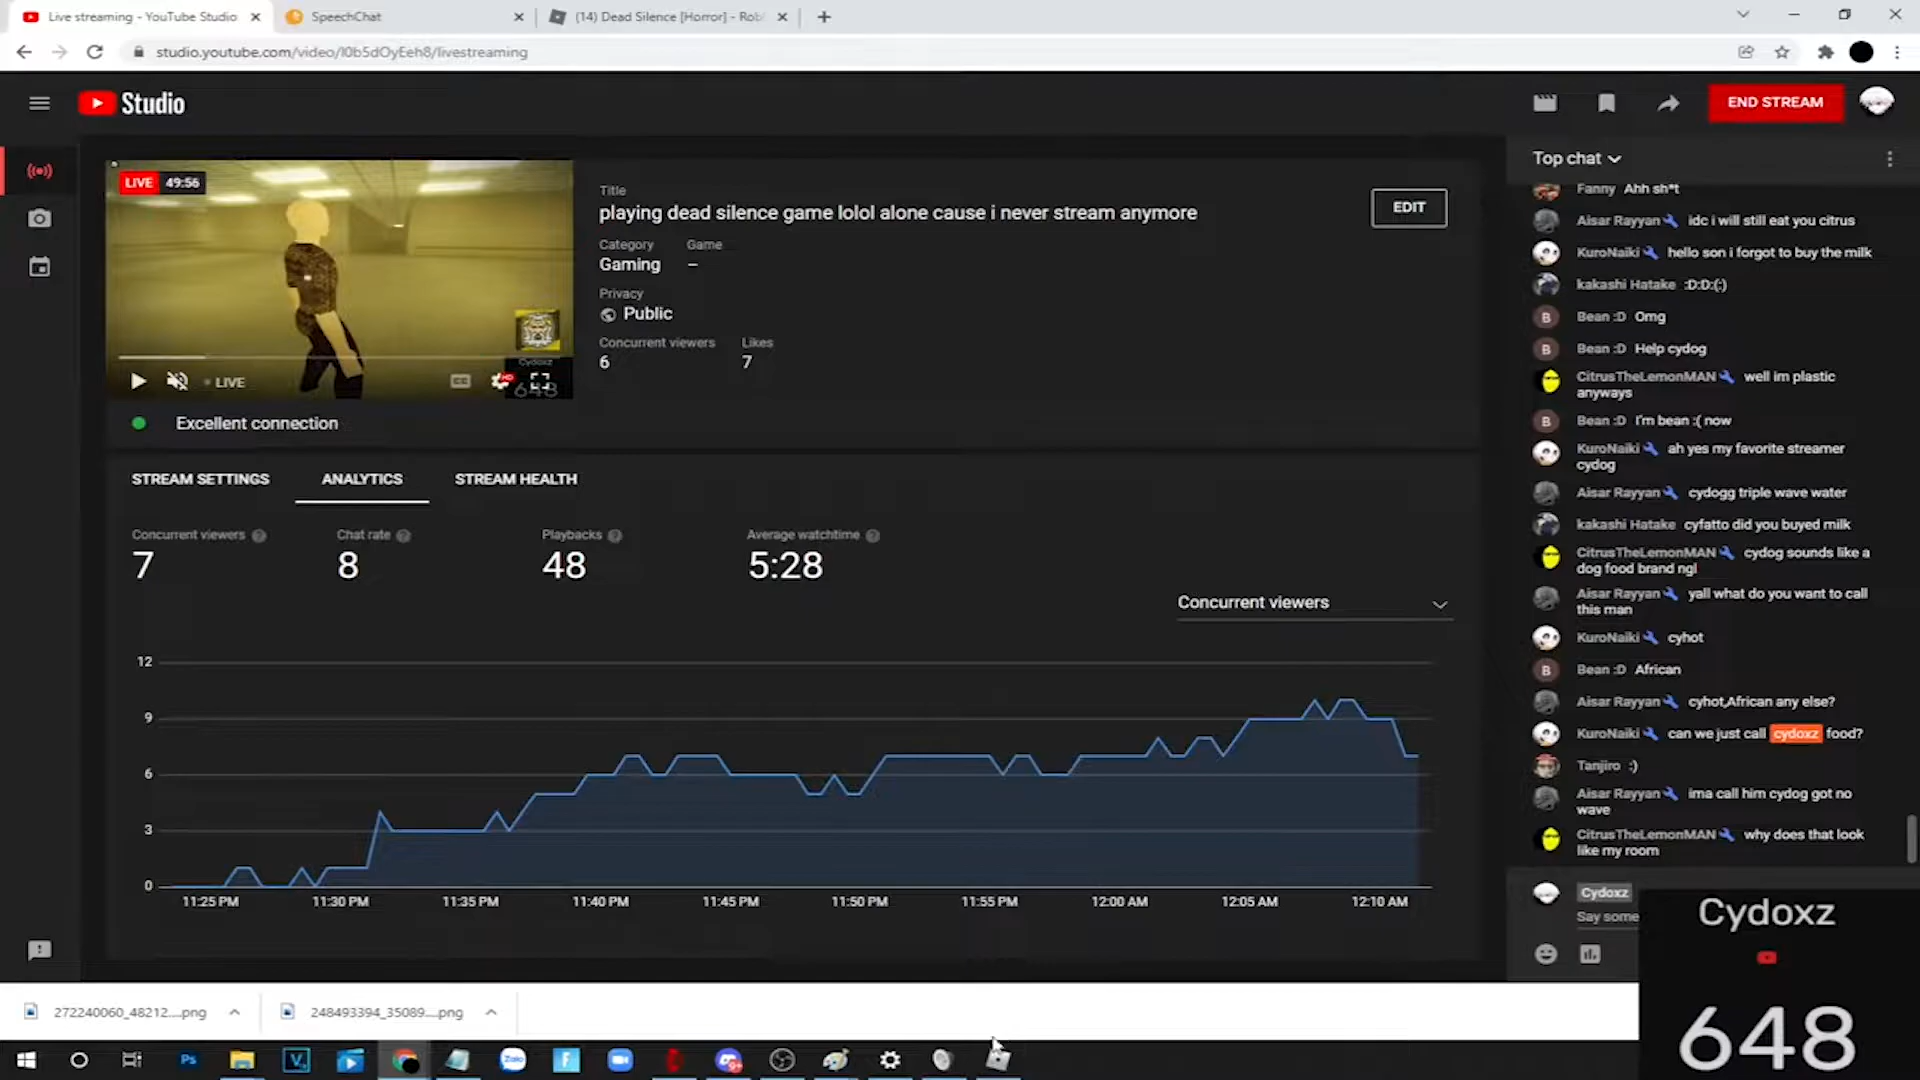 Live streaming - YouTube Studio
SpeechChat
(14) Dead Silence [Horror] - Rob
studio.youtube.com/video/l0b5dOyEeh8/livestreaming
Studio
END STREAM
LIVE 49:56
LIVE
CC
HD
Cydoxz
648
Title
playing dead silence game lolol alone cause i never stream anymore
EDIT
Category Game
Gaming –
Privacy
Public
Concurrent viewers Likes
6 7
Excellent connection
STREAM SETTINGS ANALYTICS STREAM HEALTH
Concurrent viewers Chat rate Playbacks Average watchtime
7 8 48 5:28
Concurrent viewers
12
9
6
3
0
11:25 PM 11:30 PM 11:35 PM 11:40 PM 11:45 PM 11:50 PM 11:55 PM 12:00 AM 12:05 AM 12:10 AM
Top chat
Fanny Ahh sh*t
Aisar Rayyan idc i will still eat you citrus
KuroNaiki hello son i forgot to buy the milk
kakashi Hatake :D:D:(:)
B Bean :D Omg
B Bean :D Help cydog
CitrusTheLemonMAN well im plastic
anyways
B Bean :D I'm bean :( now
KuroNaiki ah yes my favorite streamer
cydog
Aisar Rayyan cydogg triple wave water
kakashi Hatake cyfatto did you buyed milk
CitrusTheLemonMAN cydog sounds like a
dog food brand ngl
Aisar Rayyan yall what do you want to call
this man
KuroNaiki cyhot
B Bean :D African
Aisar Rayyan cyhot,African any else?
KuroNaiki can we just call cydoxz food?
Tanjiro :)
Aisar Rayyan ima call him cydog got no
wave
CitrusTheLemonMAN why does that look
like my room
Cydoxz
Say some
Cydoxz
648
272240060_48212....png
248493394_35089....png
Ps
V
Zalo